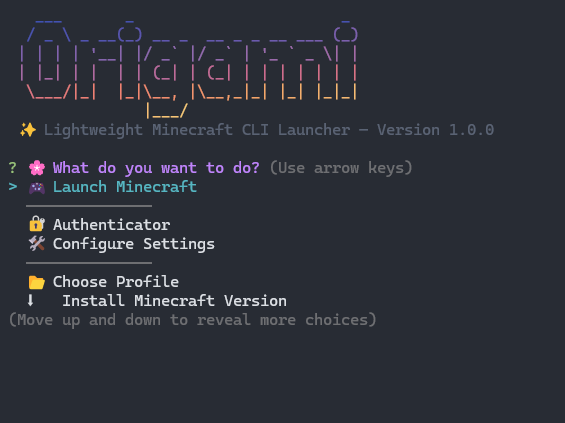 Origami
✨ Lightweight Minecraft CLI Launcher — Version 1.0.0
? 🌸 What do you want to do? (Use arrow keys)
> 🎮 Launch Minecraft
🔐 Authenticator
🛠️ Configure Settings
📂 Choose Profile
⬇ Install Minecraft Version
(Move up and down to reveal more choices)